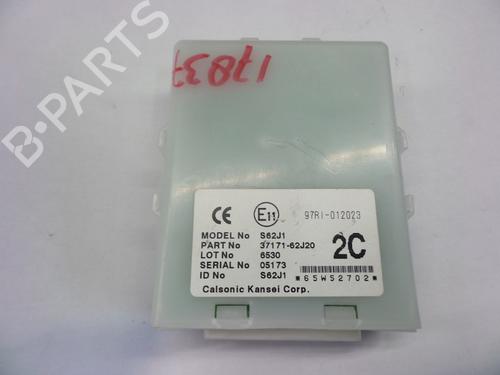 17837
CE E11 97RI-012023
MODEL No S62J1
PART No 37171-62J20
LOT No 6530
SERIAL No 05173
ID No S62J1
2C
*65W52702*
Calsonic Kansei Corp.
B-PARTS